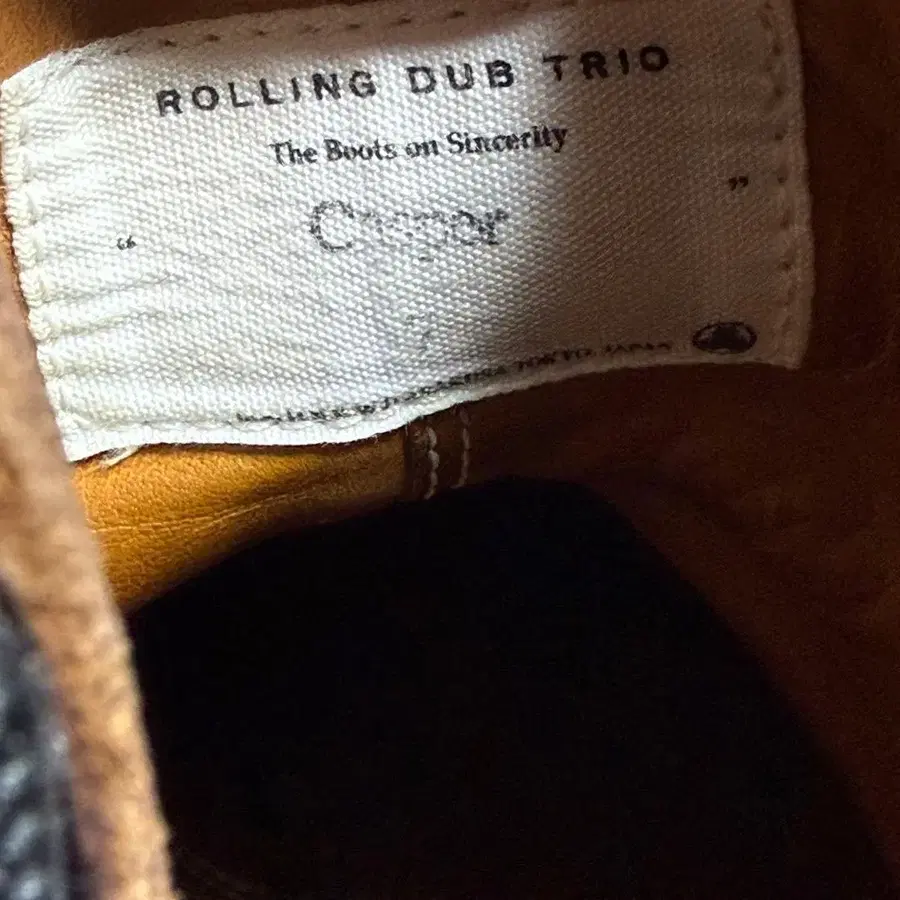 ROLLING DUB TRIO
The Boots on Sincerity
“ Casper ”
TOKYO, JAPAN